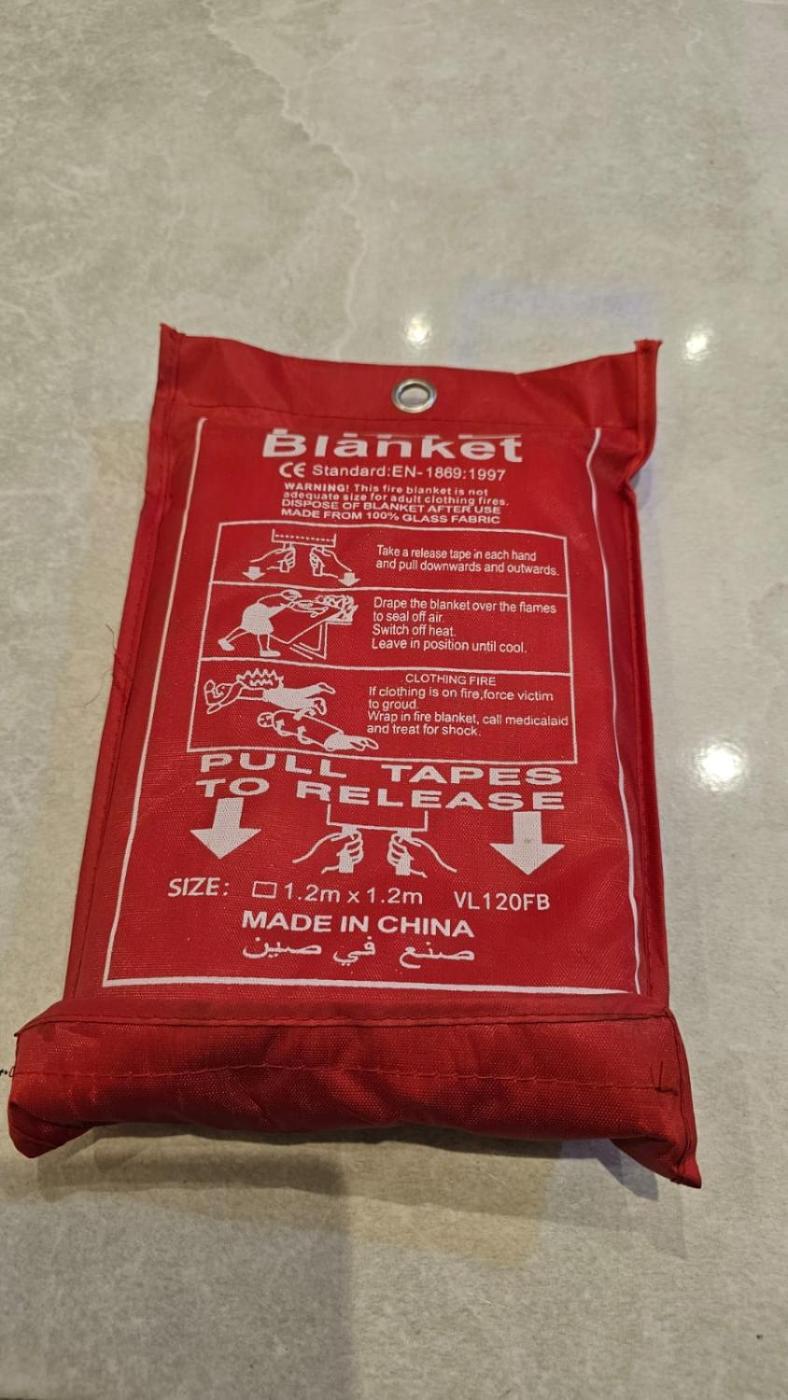 Blanket
CE Standard:EN-1869:1997
WARNING! This fire blanket is not
adequate size for adult clothing fires.
DISPOSE OF BLANKET AFTER USE
MADE FROM 100% GLASS FABRIC
Take a release tape in each hand
and pull downwards and outwards.
Drape the blanket over the flames
to seal off air.
Switch off heat.
Leave in position until cool.
CLOTHING FIRE
If clothing is on fire,force victim
to groud.
Wrap in fire blanket, call medicalaid
and treat for shock.
PULL TAPES
TO RELEASE
SIZE: 1.2m x 1.2m VL120FB
MADE IN CHINA
صنع في صين